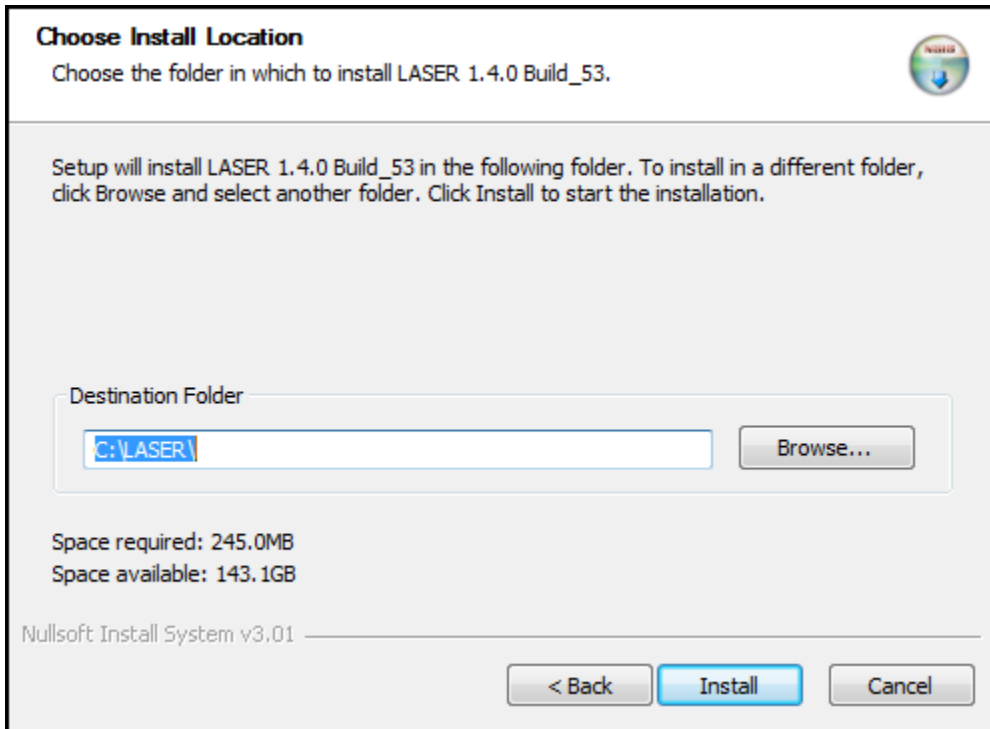 Choose Install Location
Choose the folder in which to install LASER 1.4.0 Build_53.
Setup will install LASER 1.4.0 Build_53 in the following folder. To install in a different folder,
click Browse and select another folder. Click Install to start the installation.
Destination Folder
C:\LASER\
Browse...
Space required: 245.0MB
Space available: 143.1GB
Nullsoft Install System v3.01
< Back
Install
Cancel